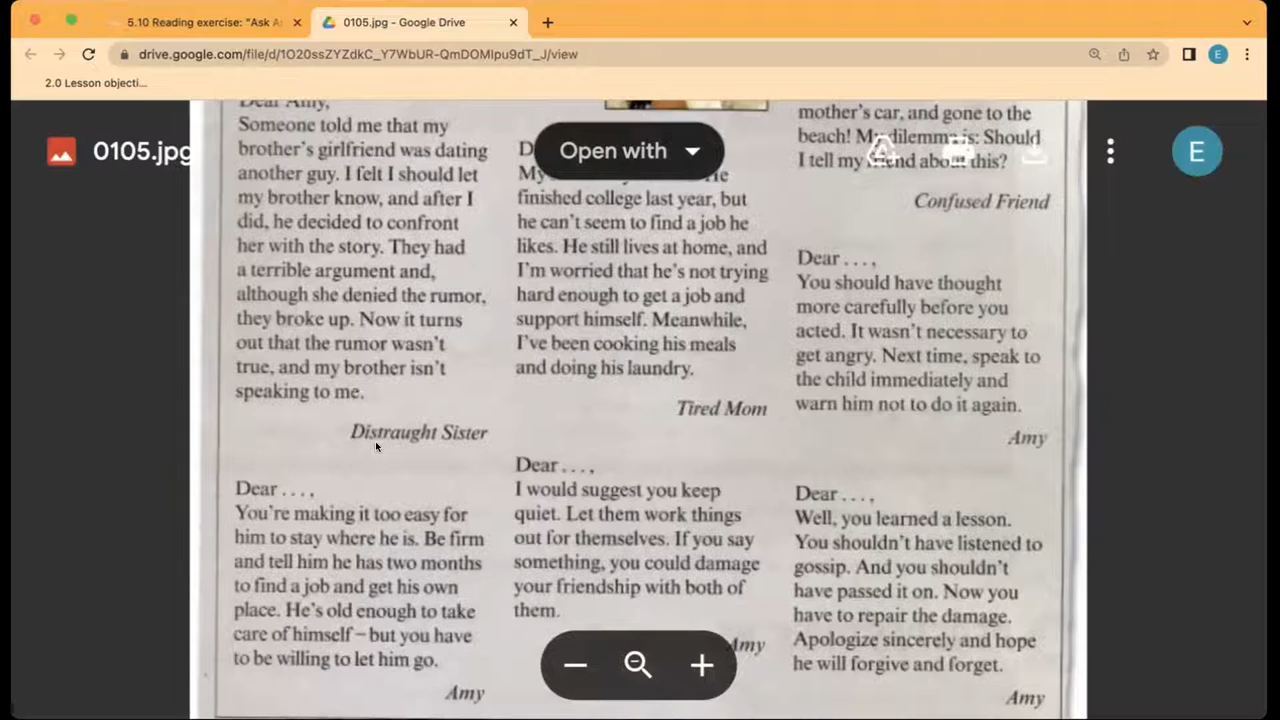 5.10 Reading exercise: "Ask A
0105.jpg - Google Drive
drive.google.com/file/d/1O20ssZYZdkC_Y7WbUR-QmDOMIpu9dT_J/view
E
2.0 Lesson objecti...
0105.jpg
Open with
E
Dear Amy,
Someone told me that my
brother's girlfriend was dating
another guy. I felt I should let
my brother know, and after I
did, he decided to confront
her with the story. They had
a terrible argument and,
although she denied the rumor,
they broke up. Now it turns
out that the rumor wasn't
true, and my brother isn't
speaking to me.
Distraught Sister
Dear ...,
You're making it too easy for
him to stay where he is. Be firm
and tell him he has two months
to find a job and get his own
place. He's old enough to take
care of himself – but you have
to be willing to let him go.
Amy
My
finished college last year, but
he can't seem to find a job he
likes. He still lives at home, and
I'm worried that he's not trying
hard enough to get a job and
support himself. Meanwhile,
I've been cooking his meals
and doing his laundry.
Tired Mom
Dear ...,
I would suggest you keep
quiet. Let them work things
out for themselves. If you say
something, you could damage
your friendship with both of
them.
Amy
mother's car, and gone to the
beach! My dilemma is: Should
I tell my friend about this?
Confused Friend
Dear ...,
You should have thought
more carefully before you
acted. It wasn't necessary to
get angry. Next time, speak to
the child immediately and
warn him not to do it again.
Amy
Dear ...,
Well, you learned a lesson.
You shouldn't have listened to
gossip. And you shouldn't
have passed it on. Now you
have to repair the damage.
Apologize sincerely and hope
he will forgive and forget.
Amy